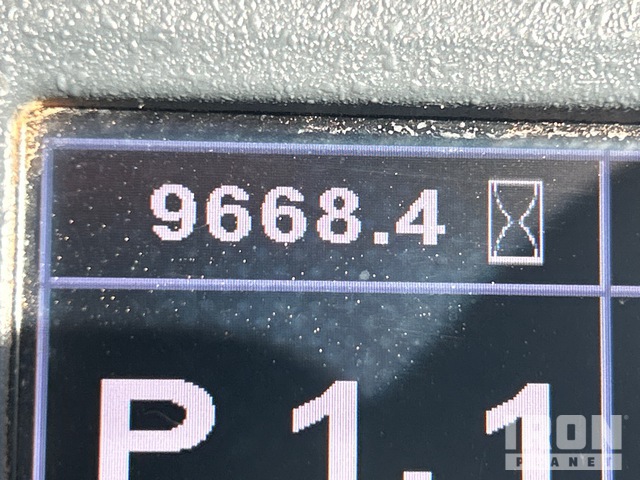 9668.4
P 1.1
IRON
PLANET